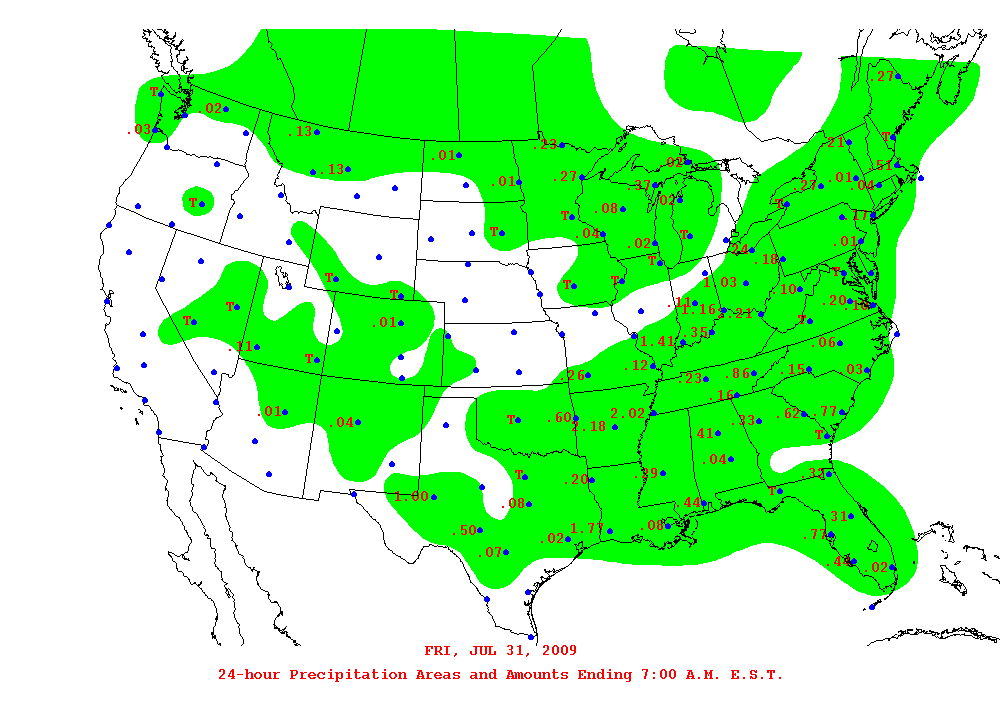 .27
T
.02
.03
.13
T
.21
.23
.01
.02
.51
.13
.27
.01
.01
.37
.27
.04
T
.02
T
.08
T
.17
T
.04
T
.01
.02
.24
T
.18
T
T
T
T
1.03
.10
T
.11
.20
.16
T
1.16
T
.01
.21
T
.35
.11
1.41
.06
T
.12
.15
.03
.26
.23
.86
.16
.01
2.02
.62
.77
.04
T
.60
2.18
.33
.41
T
.04
T
.20
.39
.32
1.00
.08
.44
T
.50
.02
1.77
.08
.31
.77
.07
.44
.02
FRI, JUL 31, 2009
24-hour Precipitation Areas and Amounts Ending 7:00 A.M. E.S.T.